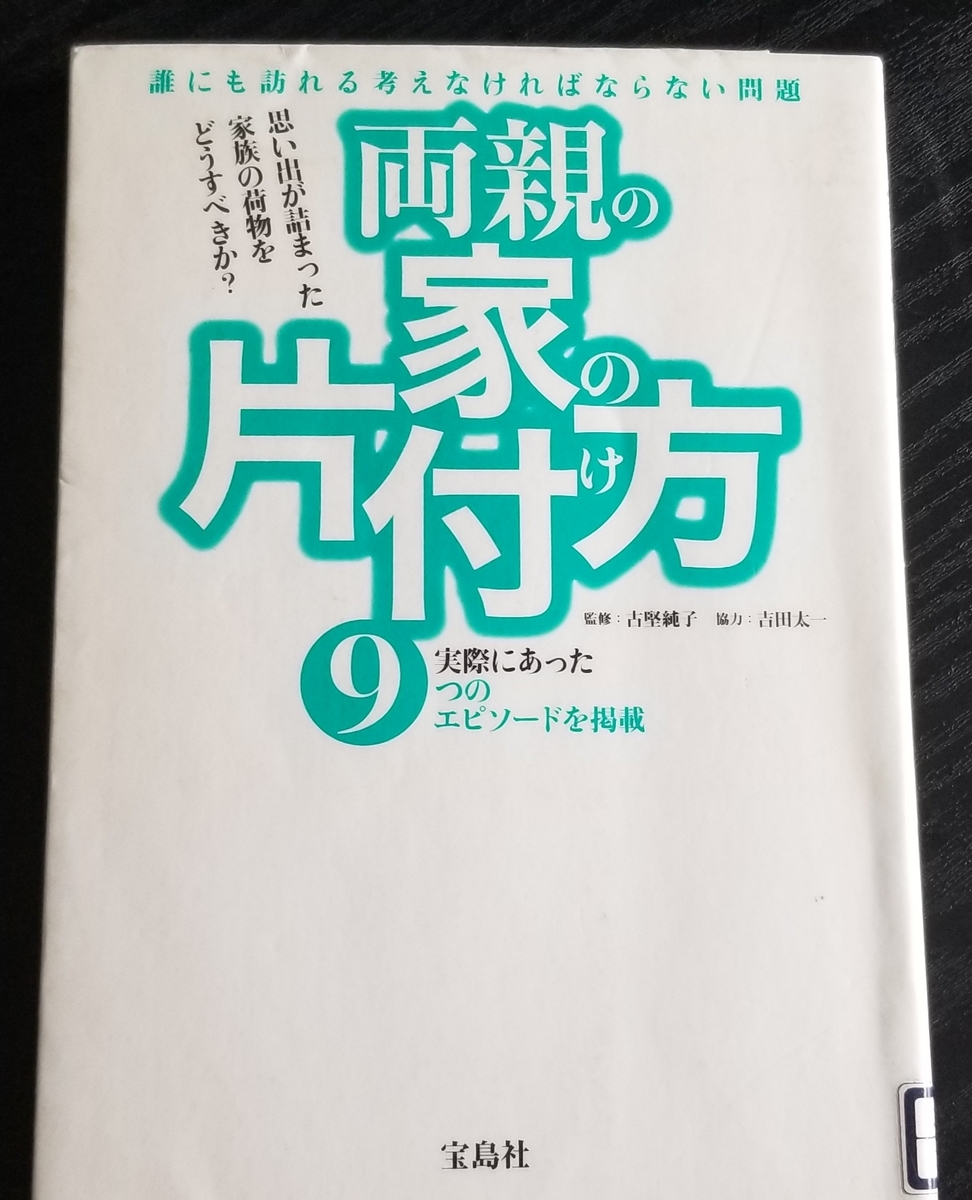 誰にも訪れる考えなければならない問題
思い出が詰まった
家族の荷物を
どうすべきか?
両親の
家の
片付け方
監修：古堅純子 協力：吉田太一
実際にあった
9つの
エピソードを掲載
宝島社